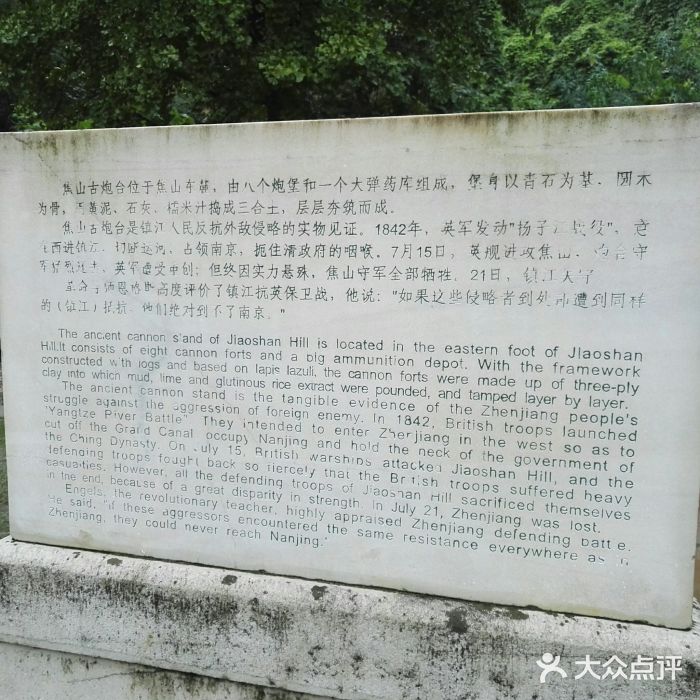 焦山古炮台位于焦山东麓，由八个炮堡和一个大弹药库组成，堡身以青石为基、圆木
为骨，用黄泥、石灰、糯米汁捣成三合土，层层夯筑而成。
焦山古炮台是镇江人民反抗外敌侵略的实物见证。1842年，英军发动"扬子江战役"，意
西进镇江、切断运河、占领南京，扼住清政府的咽喉。7月15日，英舰进攻焦山，炮台守
军 英军遭受重创；但终因实力悬殊，焦山守军全部牺牲。21日，镇江失守
高度评价了镇江抗英保卫战，他说："如果这些侵略者到处都遭到同样
的（镇江）抵抗，他们绝对到不了南京。"
The ancient cannon stand of Jiaoshan Hill is located in the eastern foot of Jiaoshan
Hill.It consists of eight cannon forts and a big ammunition depot. With the framework
constructed with logs and based on lapis lazuli, the cannon forts were made up of three-ply
clay into which mud, lime and glutinous rice extract were pounded, and tamped layer by layer.
The ancient cannon stand is the tangible evidence of the Zhenjiang people's
struggle against the aggression of foreign enemy. In 1842, British troops launched
"Yangtze River Battle". They intended to enter Zhenjiang in the west so as to
cut off the Grand Canal, occupy Nanjing and hold the neck of the government of
the Ching Dynasty. On July 15, British warships attacked Jiaoshan Hill, and the
defending troops fought back so fiercely that the British troops suffered heavy
casualties. However, all the defending troops of Jiaoshan Hill sacrificed themselves
in the end, because of a great disparity in strength. In July 21, Zhenjiang was lost.
Engels, the revolutionary teacher, highly appraised Zhenjiang defending battle.
He said, "if these aggressors encountered the same resistance everywhere as in
Zhenjiang, they could never reach Nanjing."
大众点评